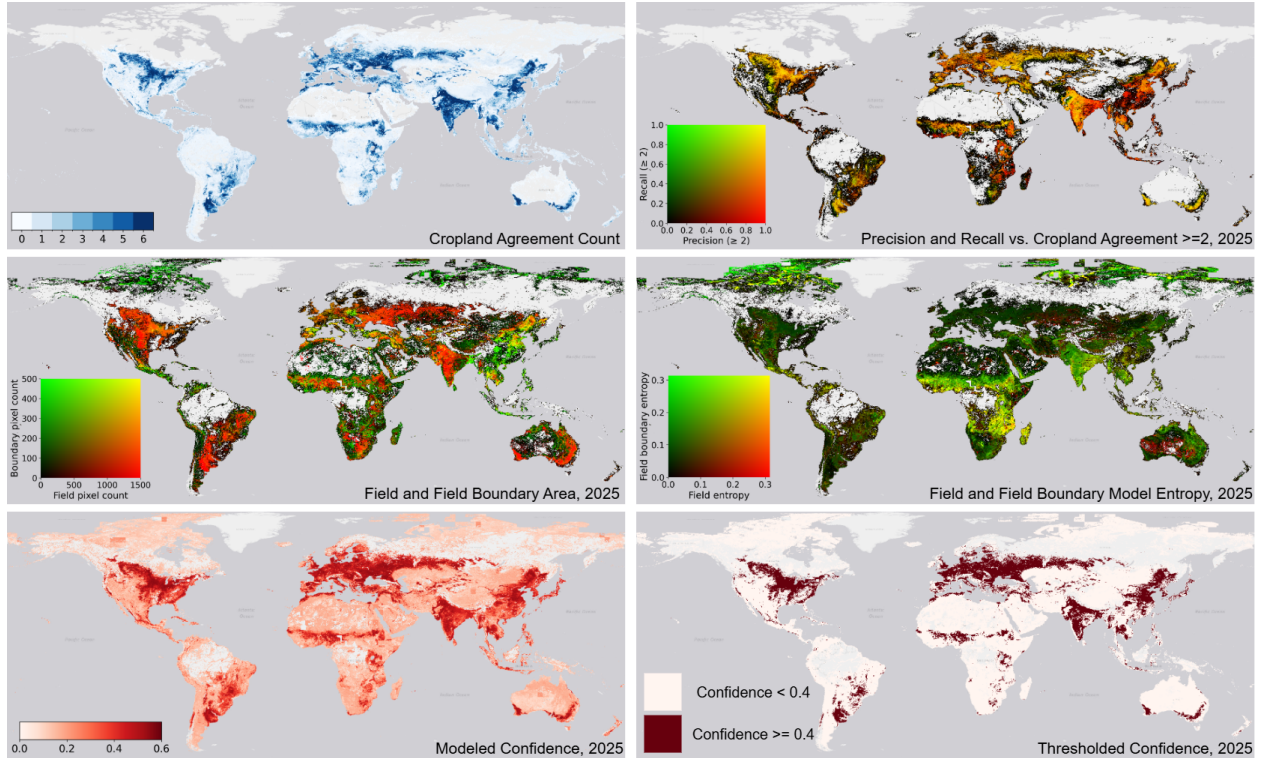 0 1 2 3 4 5 6
Cropland Agreement Count
Recall (≥ 2)
1.0
0.8
0.6
0.4
0.2
0.0
0.0 0.2 0.4 0.6 0.8 1.0
Precision (≥ 2)
Precision and Recall vs. Cropland Agreement >=2, 2025
Boundary pixel count
500
400
300
200
100
0
0 500 1000 1500
Field pixel count
Field and Field Boundary Area, 2025
Field boundary entropy
0.3
0.2
0.1
0.0
0.0 0.1 0.2 0.3
Field entropy
Field and Field Boundary Model Entropy, 2025
0.0 0.2 0.4 0.6
Modeled Confidence, 2025
Confidence < 0.4
Confidence >= 0.4
Thresholded Confidence, 2025